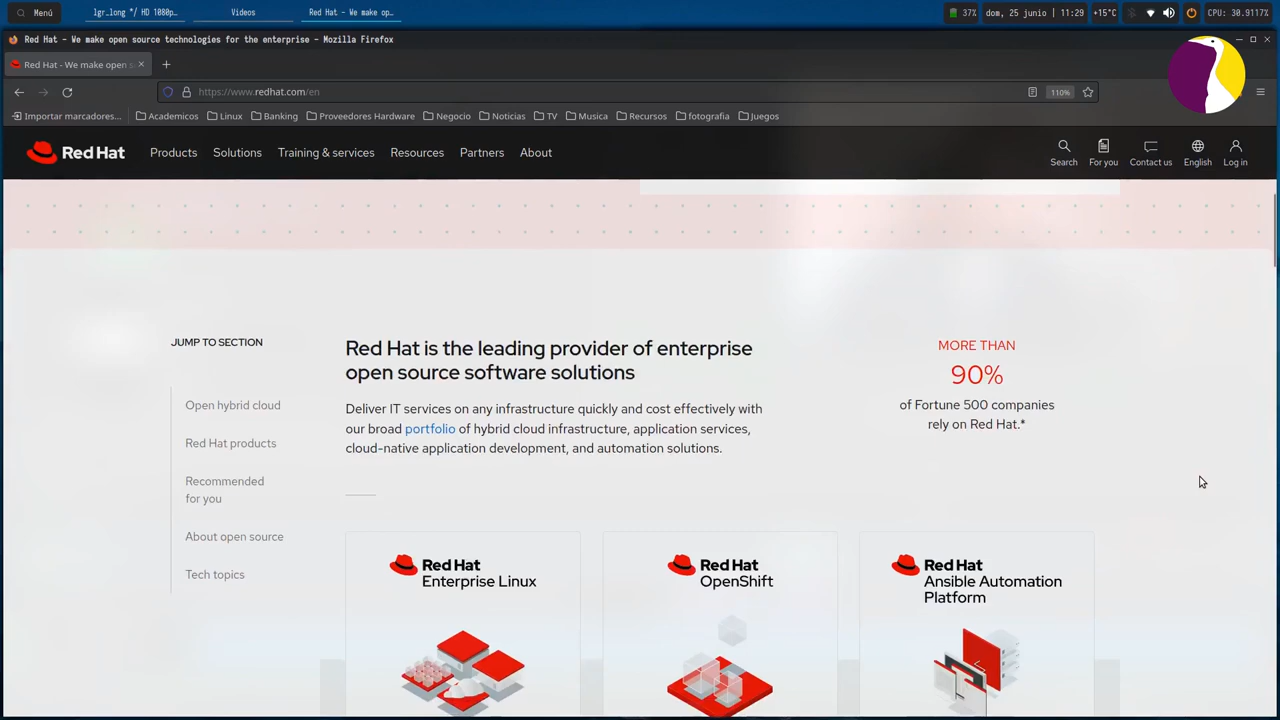 Menú
lgr_long */ HD 1080p…
Videos
Red Hat – We make op…
37%
dom, 25 junio | 11:29
+15°C
CPU: 30.9117%
Red Hat – We make open source technologies for the enterprise – Mozilla Firefox
Red Hat - We make open s
https://www.redhat.com/en
110%
Importar marcadores…
Academicos
Linux
Banking
Proveedores Hardware
Negocio
Noticias
TV
Musica
Recursos
fotografia
Juegos
Red Hat
Products
Solutions
Training & services
Resources
Partners
About
Search
For you
Contact us
English
Log in
JUMP TO SECTION
Open hybrid cloud
Red Hat products
Recommended
for you
About open source
Tech topics
Red Hat is the leading provider of enterprise
open source software solutions
Deliver IT services on any infrastructure quickly and cost effectively with
our broad portfolio of hybrid cloud infrastructure, application services,
cloud-native application development, and automation solutions.
MORE THAN
90%
of Fortune 500 companies
rely on Red Hat.*
Red Hat
Enterprise Linux
Red Hat
OpenShift
Red Hat
Ansible Automation
Platform